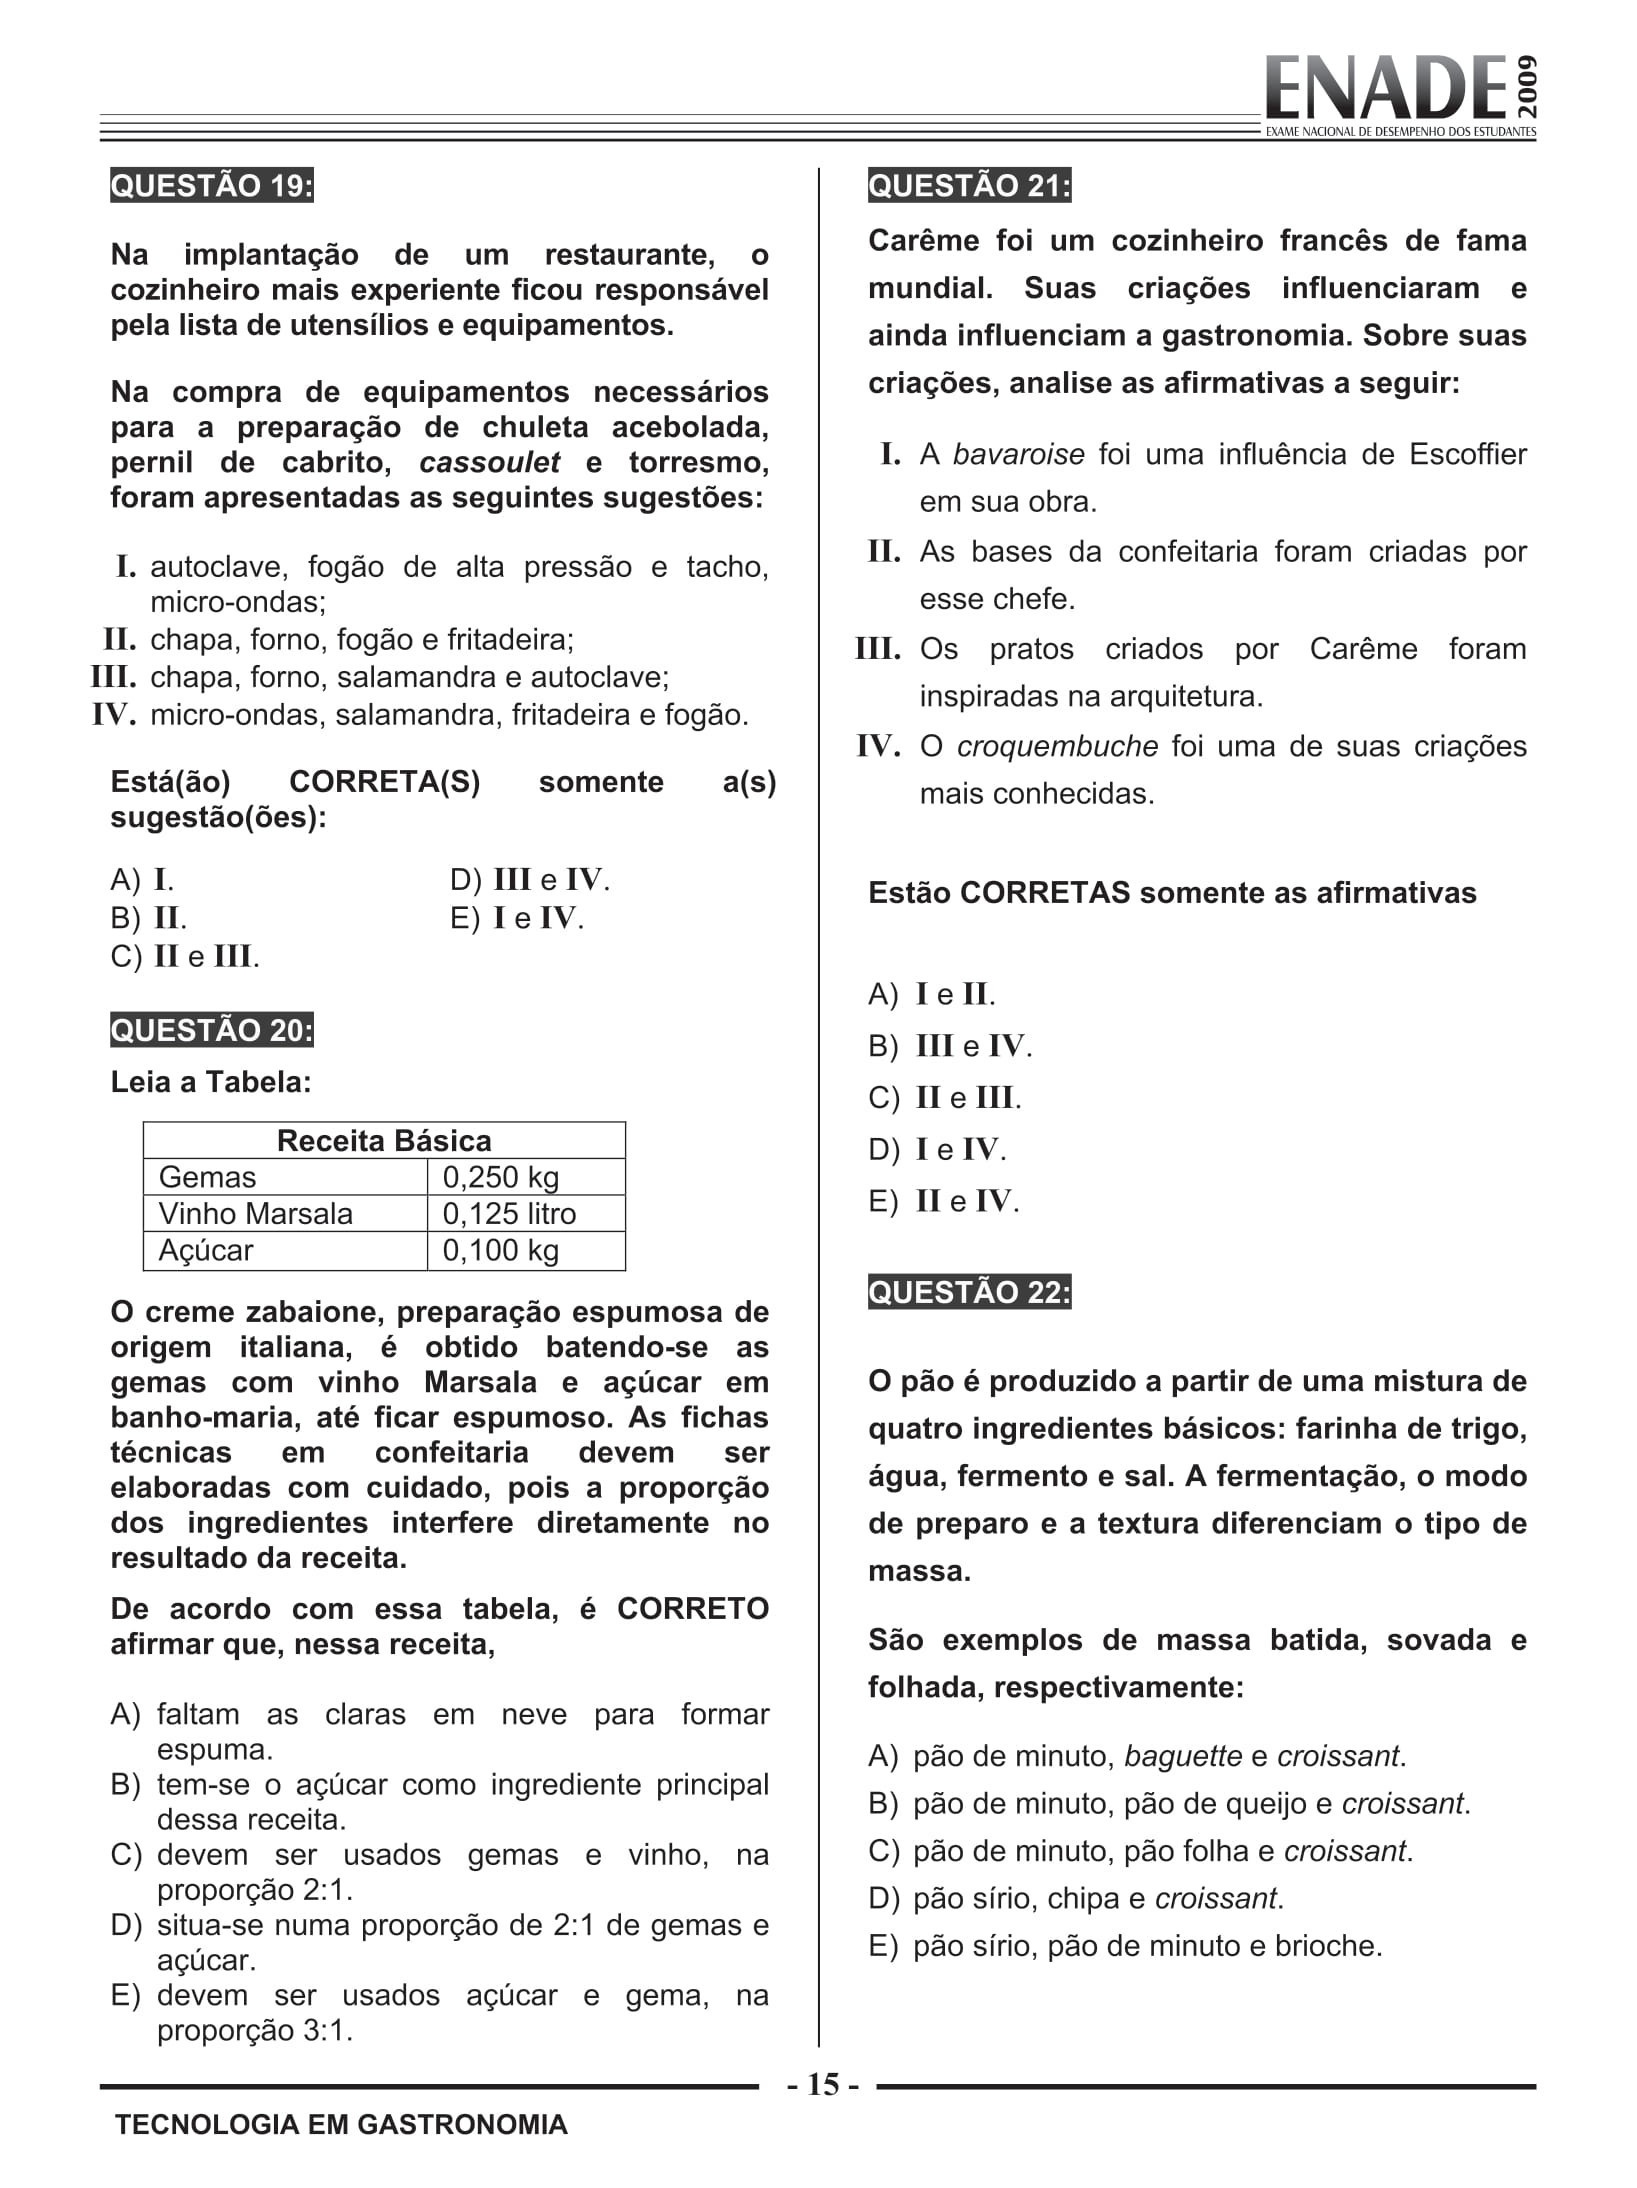 ENADE 2009
EXAME NACIONAL DE DESEMPENHO DOS ESTUDANTES
QUESTÃO 19:
Na implantação de um restaurante, o
cozinheiro mais experiente ficou responsável
pela lista de utensílios e equipamentos.
Na compra de equipamentos necessários
para a preparação de chuleta acebolada,
pernil de cabrito, cassoulet e torresmo,
foram apresentadas as seguintes sugestões:
I. autoclave, fogão de alta pressão e tacho,
micro-ondas;
II. chapa, forno, fogão e fritadeira;
III. chapa, forno, salamandra e autoclave;
IV. micro-ondas, salamandra, fritadeira e fogão.
Está(ão) CORRETA(S) somente a(s)
sugestão(ões):
A) I.
B) II.
C) II e III.
D) III e IV.
E) I e IV.
QUESTÃO 20:
Leia a Tabela:
Receita Básica
Gemas 0,250 kg
Vinho Marsala 0,125 litro
Açúcar 0,100 kg
O creme zabaione, preparação espumosa de
origem italiana, é obtido batendo-se as
gemas com vinho Marsala e açúcar em
banho-maria, até ficar espumoso. As fichas
técnicas em confeitaria devem ser
elaboradas com cuidado, pois a proporção
dos ingredientes interfere diretamente no
resultado da receita.
De acordo com essa tabela, é CORRETO
afirmar que, nessa receita,
A) faltam as claras em neve para formar
espuma.
B) tem-se o açúcar como ingrediente principal
dessa receita.
C) devem ser usados gemas e vinho, na
proporção 2:1.
D) situa-se numa proporção de 2:1 de gemas e
açúcar.
E) devem ser usados açúcar e gema, na
proporção 3:1.
QUESTÃO 21:
Carême foi um cozinheiro francês de fama
mundial. Suas criações influenciaram e
ainda influenciam a gastronomia. Sobre suas
criações, analise as afirmativas a seguir:
I. A bavaroise foi uma influência de Escoffier
em sua obra.
II. As bases da confeitaria foram criadas por
esse chefe.
III. Os pratos criados por Carême foram
inspiradas na arquitetura.
IV. O croquembuche foi uma de suas criações
mais conhecidas.
Estão CORRETAS somente as afirmativas
A) I e II.
B) III e IV.
C) II e III.
D) I e IV.
E) II e IV.
QUESTÃO 22:
O pão é produzido a partir de uma mistura de
quatro ingredientes básicos: farinha de trigo,
água, fermento e sal. A fermentação, o modo
de preparo e a textura diferenciam o tipo de
massa.
São exemplos de massa batida, sovada e
folhada, respectivamente:
A) pão de minuto, baguette e croissant.
B) pão de minuto, pão de queijo e croissant.
C) pão de minuto, pão folha e croissant.
D) pão sírio, chipa e croissant.
E) pão sírio, pão de minuto e brioche.
- 15 -
TECNOLOGIA EM GASTRONOMIA